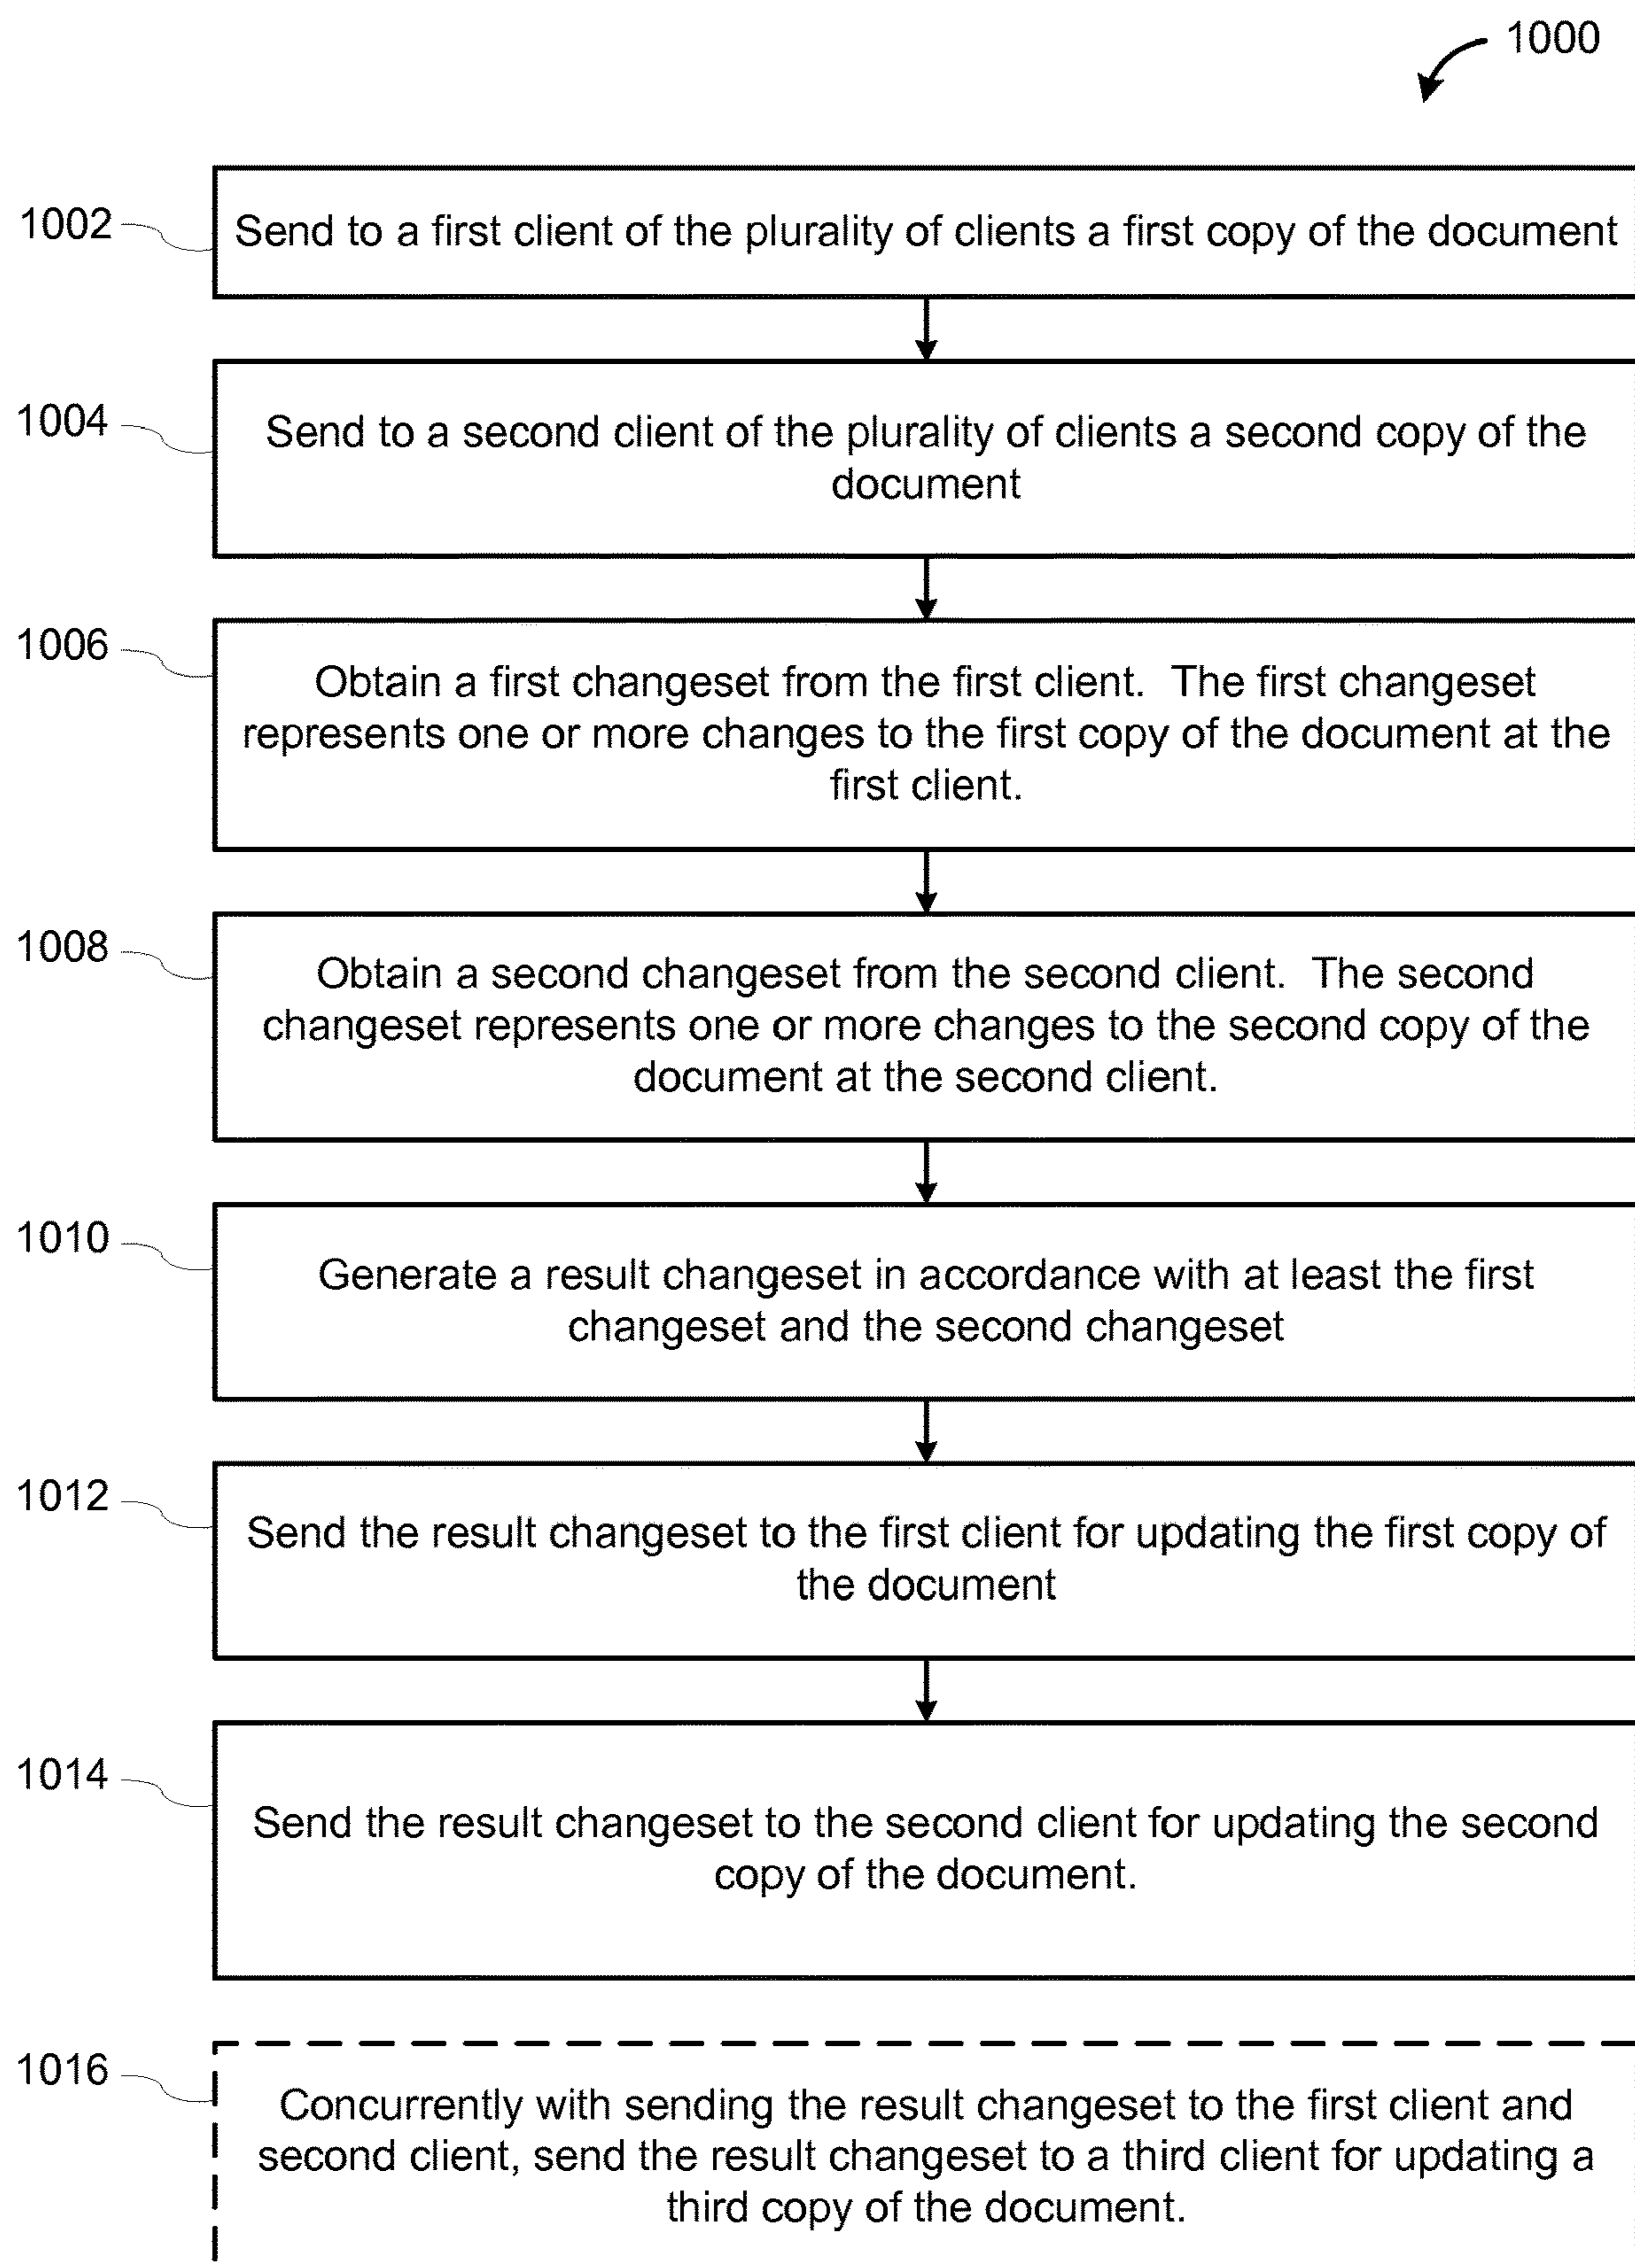 1000
1002
Send to a first client of the plurality of clients a first copy of the document
1004
Send to a second client of the plurality of clients a second copy of the
document
1006
Obtain a first changeset from the first client.  The first changeset
represents one or more changes to the first copy of the document at the
first client.
1008
Obtain a second changeset from the second client.  The second
changeset represents one or more changes to the second copy of the
document at the second client.
1010
Generate a result changeset in accordance with at least the first
changeset and the second changeset
1012
Send the result changeset to the first client for updating the first copy of
the document
1014
Send the result changeset to the second client for updating the second
copy of the document.
1016
Concurrently with sending the result changeset to the first client and
second client, send the result changeset to a third client for updating a
third copy of the document.